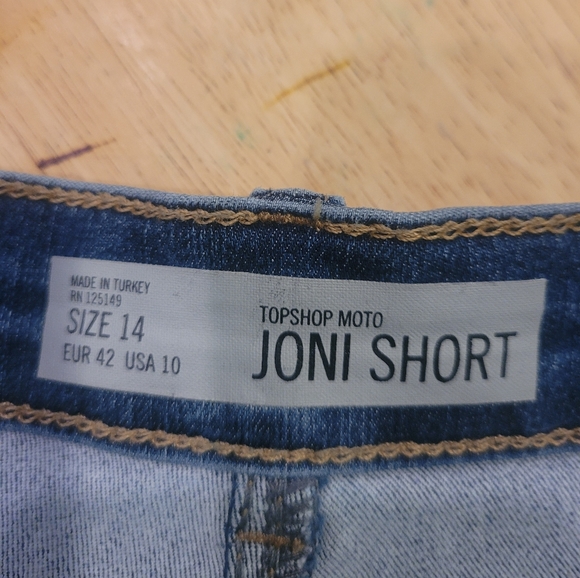 MADE IN TURKEY
RN 125149
SIZE 14
EUR 42 USA 10
TOPSHOP MOTO
JONI SHORT